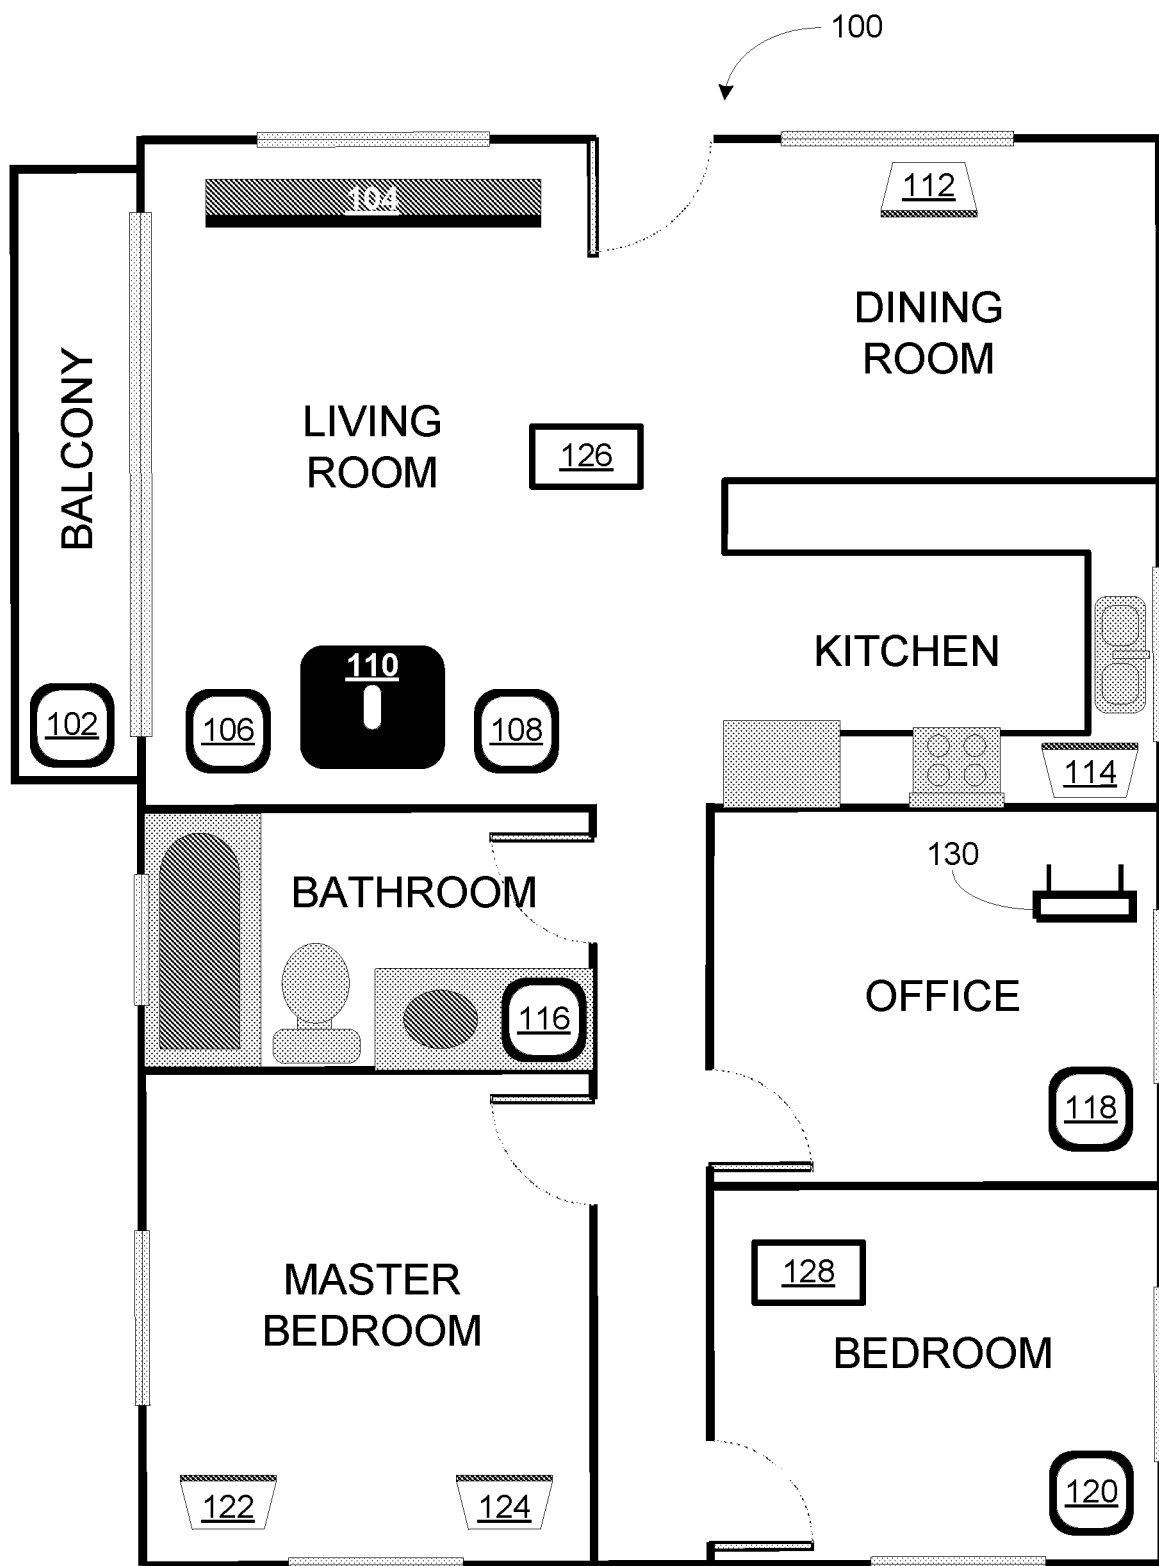 100
104
112
DINING
ROOM
BALCONY
LIVING
ROOM
126
KITCHEN
110
102
106
108
114
130
BATHROOM
OFFICE
116
118
MASTER
BEDROOM
128
BEDROOM
122
124
120